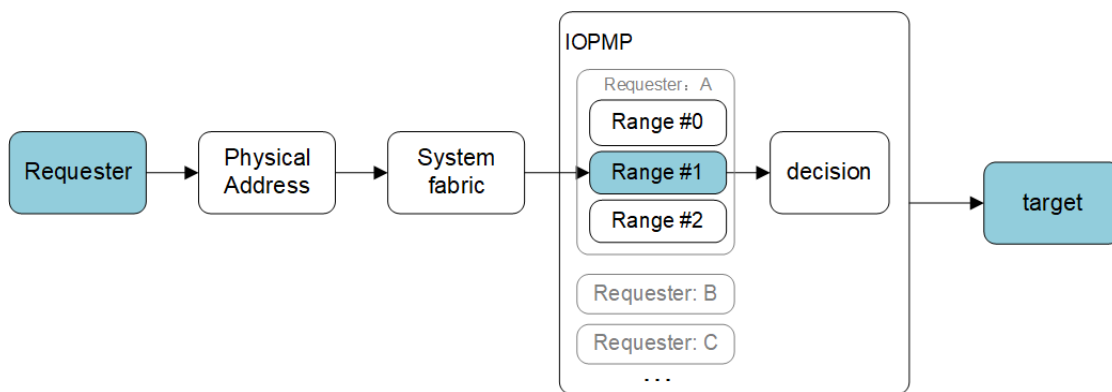 IOPMP
Requester：A
Range #0
Requester
Physical
Address
System
fabric
Range #1
decision
Range #2
target
Requester: B
Requester: C
...